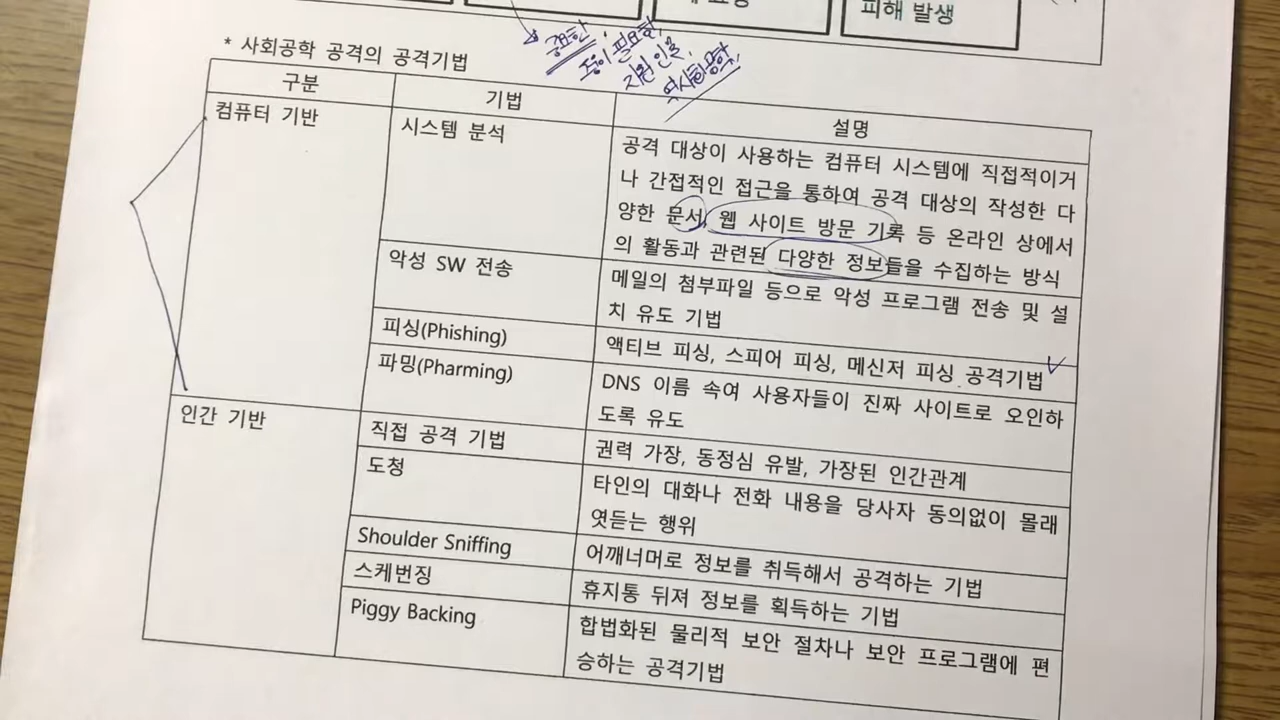 피해 발생
중요한,
역사회공학,
* 사회공학 공격의 공격기법
구분
기법
설명
컴퓨터 기반
시스템 분석
공격 대상이 사용하는 컴퓨터 시스템에 직접적이거
나 간접적인 접근을 통하여 공격 대상의 작성한 다
양한 문서, 웹 사이트 방문 기록 등 온라인 상에서
의 활동과 관련된 다양한 정보들을 수집하는 방식
악성 SW 전송
메일의 첨부파일 등으로 악성 프로그램 전송 및 설
치 유도 기법
피싱(Phishing)
액티브 피싱, 스피어 피싱, 메신저 피싱 공격기법
파밍(Pharming)
DNS 이름 속여 사용자들이 진짜 사이트로 오인하
도록 유도
인간 기반
직접 공격 기법
권력 가장, 동정심 유발, 가장된 인간관계
도청
타인의 대화나 전화 내용을 당사자 동의없이 몰래
엿듣는 행위
Shoulder Sniffing
어깨너머로 정보를 취득해서 공격하는 기법
스케번징
휴지통 뒤져 정보를 획득하는 기법
Piggy Backing
합법화된 물리적 보안 절차나 보안 프로그램에 편
승하는 공격기법